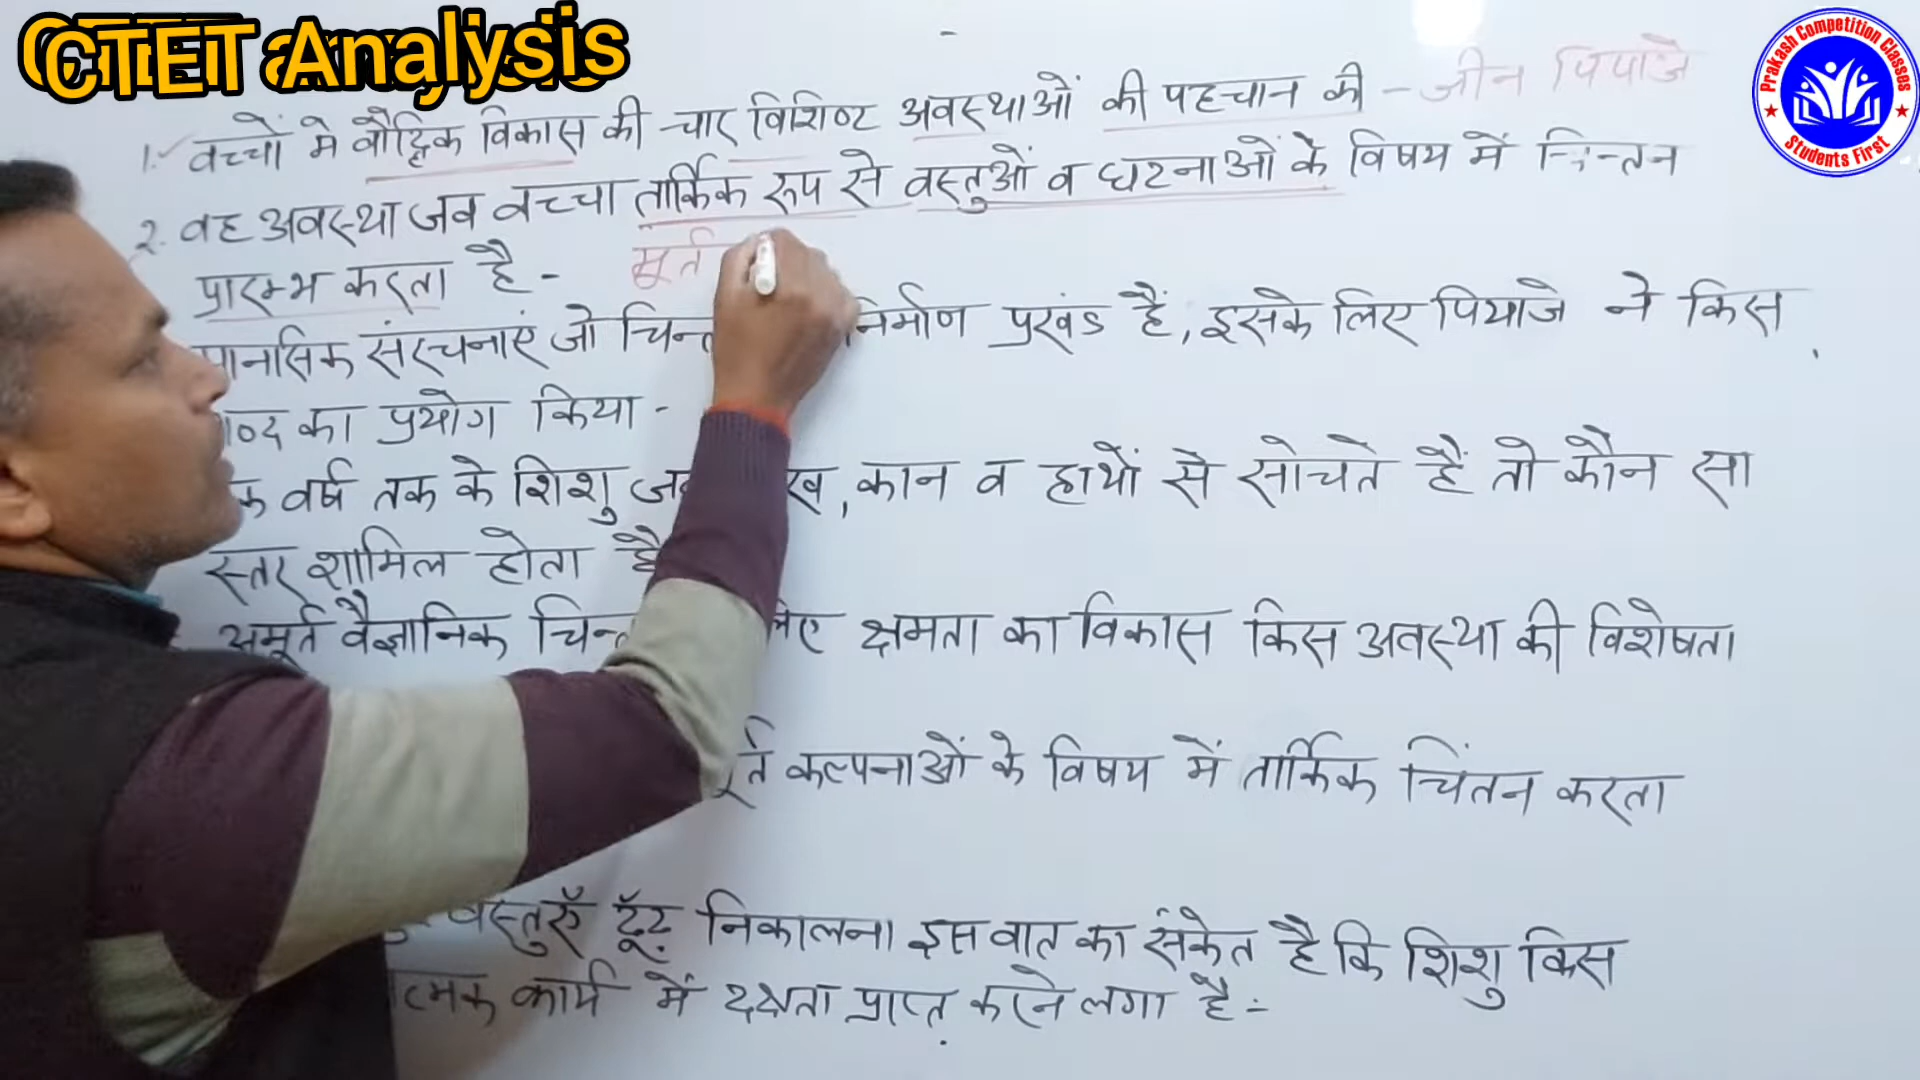 CTET Analysis
Prakash Competition Classes
Students First
1. बच्चों मे बौद्धिक विकास की चार विशिष्ट अवस्थाओं की पहचान की - जीन पियाजे
2. वह अवस्था जब बच्चा तार्किक रूप से वस्तुओं व घटनाओं के विषय में चिन्तन
प्रारम्भ करता है - मूर्त
मानसिक संरचनाएं जो निर्माण प्रखंड हैं, इसके लिए पियाजे ने किस
का प्रयोग किया -
वर्ष तक के शिशु कान व हाथों से सोचते हैं तो कौन सा
स्तर शामिल होता है
अमूर्त वैज्ञानिक क्षमता का विकास किस अवस्था की विशेषता
कल्पनाओं के विषय में तार्किक चिंतन करता
वस्तुएँ ढूँढ़ निकालना इस बात का संकेत है कि शिशु किस
कार्य में दक्षता प्राप्त करने लगा है :-